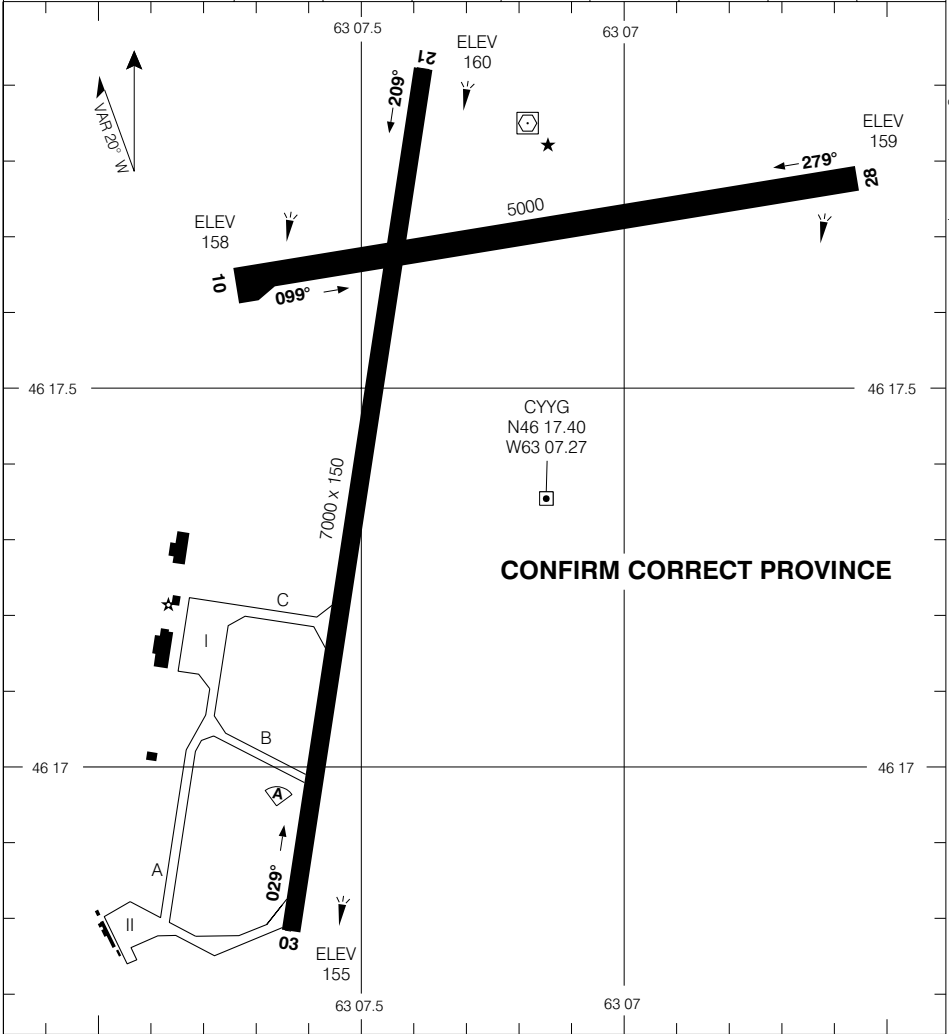 63 07.5
63 07
21
ELEV
160
209°
VAR 20° W
ELEV
159
279°
28
5000
ELEV
158
10
099°
46 17.5
46 17.5
CYYG
N46 17.40
W63 07.27
7000 x 150
CONFIRM CORRECT PROVINCE
C
I
B
46 17
46 17
A
A
029°
II
03
ELEV
155
63 07.5
63 07